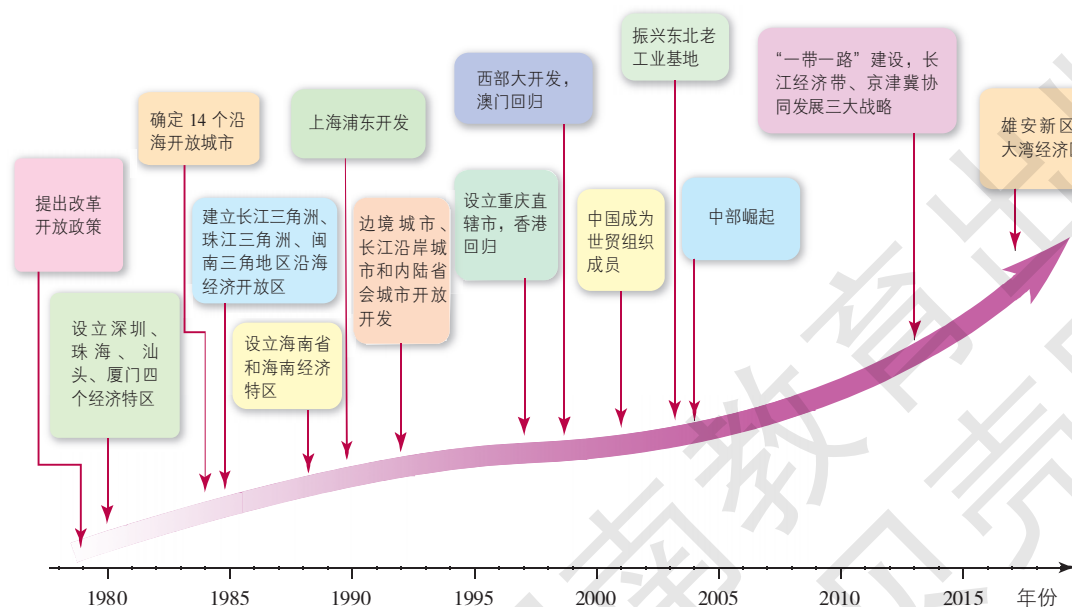 提出改革
开放政策
设立深圳、
珠海、汕
头、厦门四
个经济特区
确定 14 个沿
海开放城市
建立长江三角洲、
珠江三角洲、闽
南三角地区沿海
经济开放区
设立海南省
和海南经济
特区
上海浦东开发
边境城市、
长江沿岸城
市和内陆省
会城市开放
开发
设立重庆直
辖市，香港
回归
西部大开发，
澳门回归
中国成为
世贸组织
成员
振兴东北老
工业基地
中部崛起
“一带一路”建设，长
江经济带、京津冀协
同发展三大战略
雄安新区
大湾经济
1980 1985 1990 1995 2000 2005 2010 2015 年份
南教育出